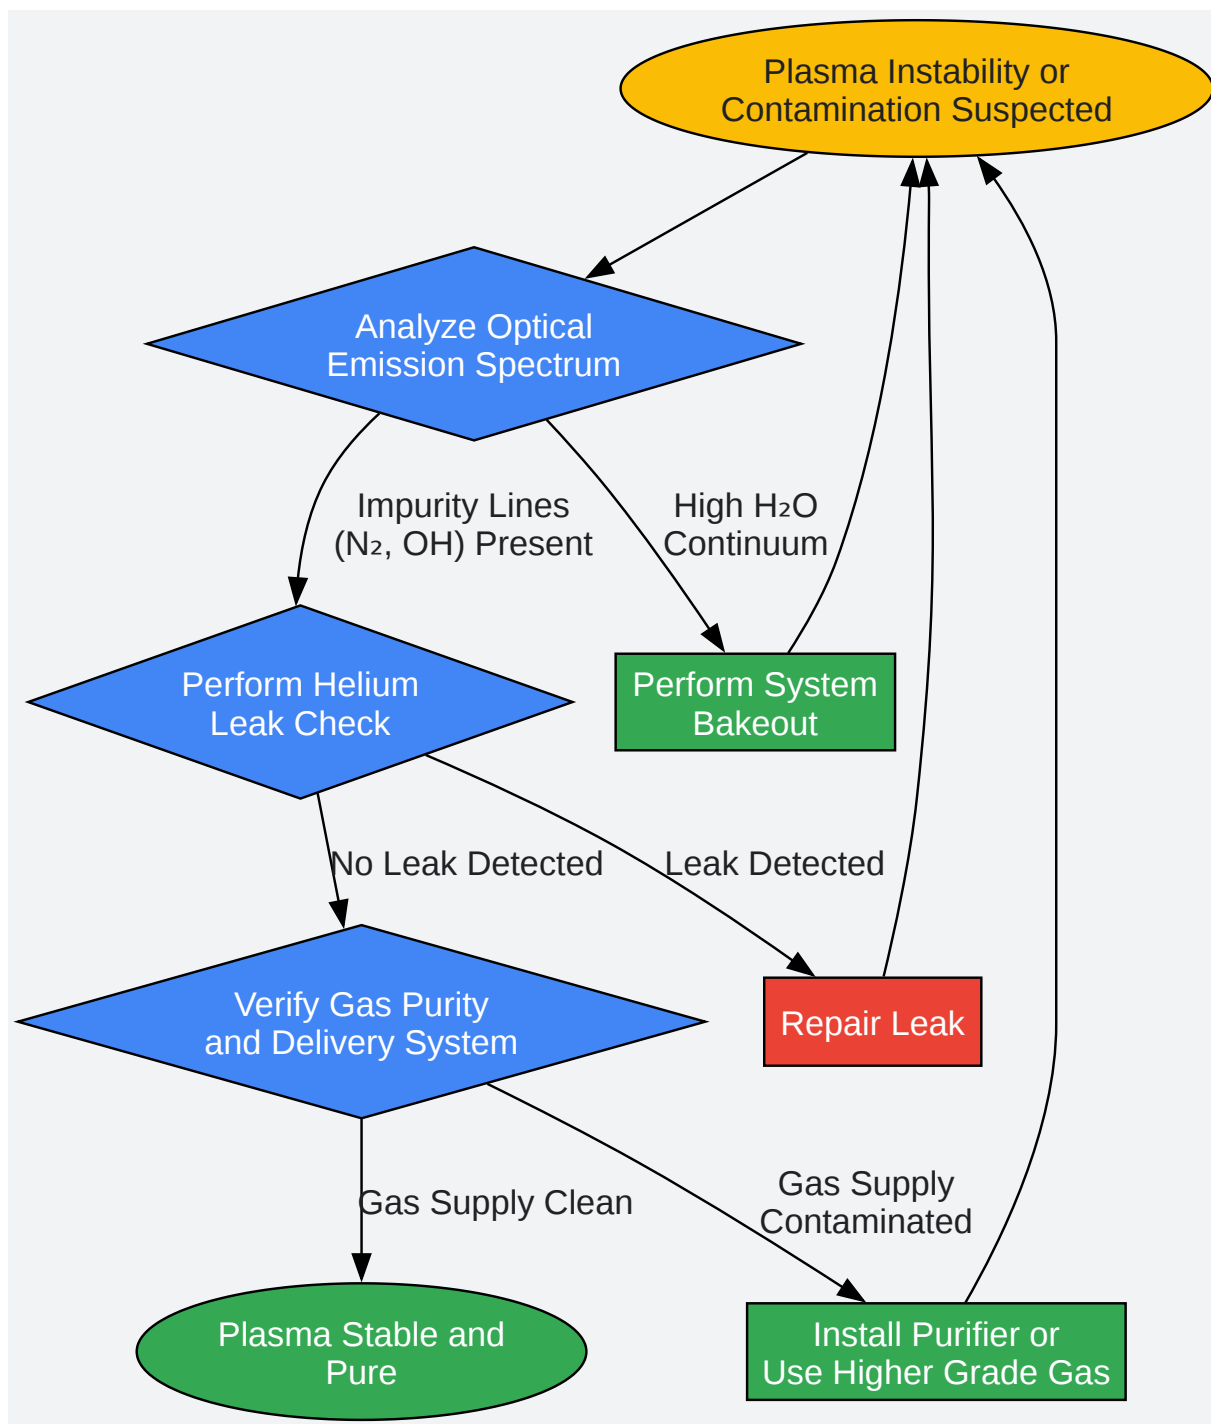 Plasma Instability or
Contamination Suspected
Analyze Optical
Emission Spectrum
Impurity Lines
(N₂, OH) Present
High H₂O
Continuum
Perform Helium
Leak Check
Perform System
Bakeout
No Leak Detected
Leak Detected
Verify Gas Purity
and Delivery System
Repair Leak
Gas Supply Clean
Gas Supply
Contaminated
Plasma Stable and
Pure
Install Purifier or
Use Higher Grade Gas